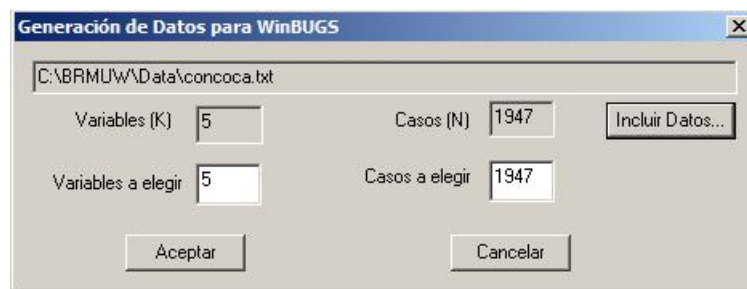 Generación de Datos para WinBUGS
C:\BRMUW\Data\concoca.txt
Variables (K) 5 Casos (N) 1947 Incluir Datos...
Variables a elegir 5 Casos a elegir 1947
Aceptar Cancelar